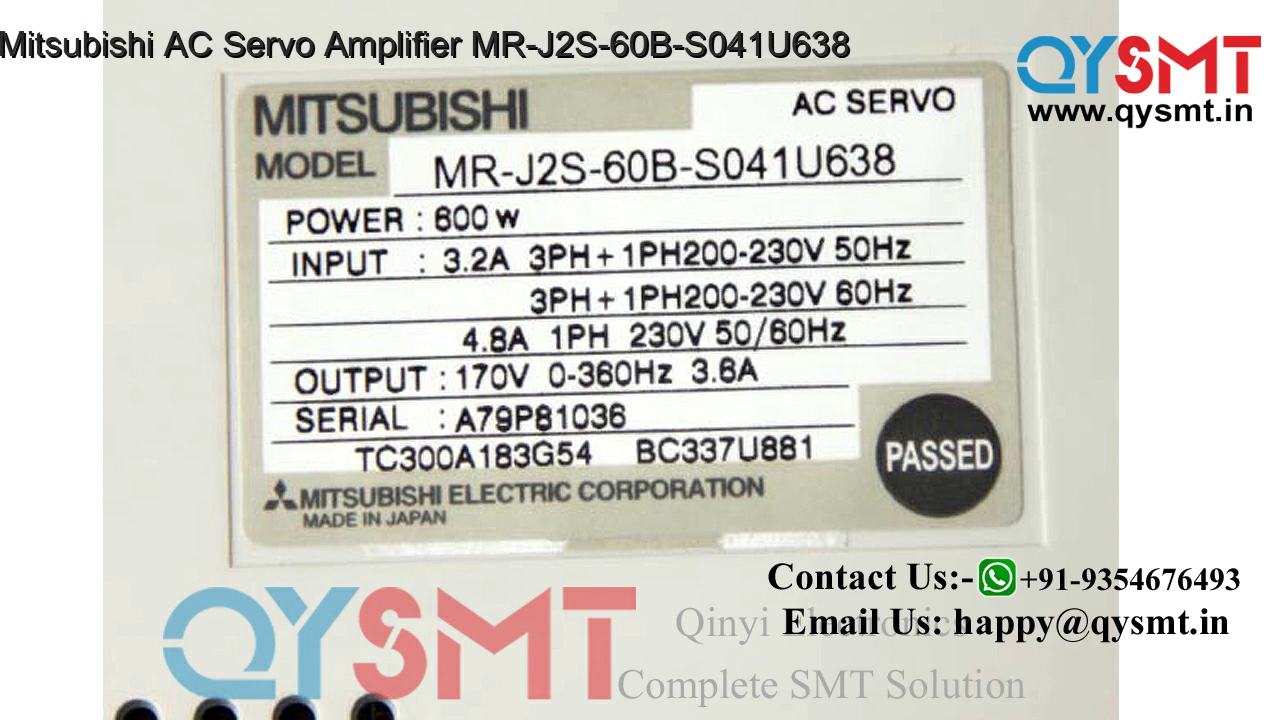 Mitsubishi AC Servo Amplifier MR-J2S-60B-S041U638
QYSMT
www.qysmt.in
MITSUBISHI
AC SERVO
MODEL MR-J2S-60B-S041U638
POWER : 600 W
INPUT : 3.2A 3PH+1PH200-230V 50Hz
3PH+1PH200-230V 60Hz
4.8A 1PH 230V 50/60Hz
OUTPUT : 170V 0-360Hz 3.6A
SERIAL : A79P81036
TC300A183G54 BC337U881
PASSED
MITSUBISHI ELECTRIC CORPORATION
MADE IN JAPAN
Contact Us:- +91-9354676493
Email Us: happy@qysmt.in
QYSMT
Qinyi Electronics
Complete SMT Solution